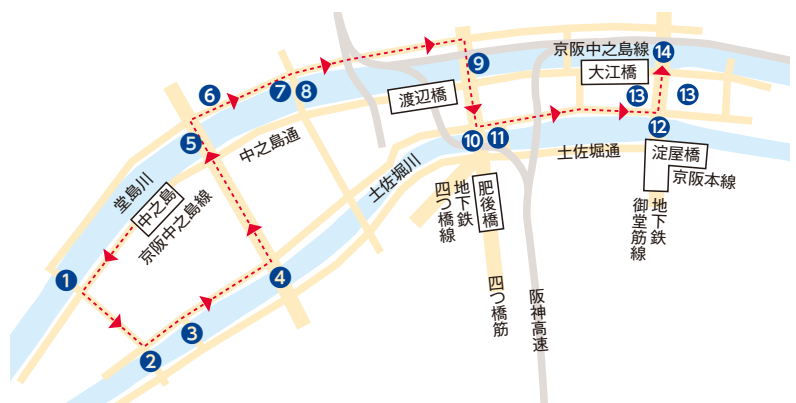 京阪中之島線
14
大江橋
9
13
13
6
7
8
渡辺橋
5
中之島通
10
11
12
土佐堀通
淀屋橋
京阪本線
堂島川
中之島
京阪中之島線
土佐堀川
地下鉄
四つ橋線
肥後橋
地下鉄
御堂筋線
1
4
四つ橋筋
阪神高速
3
2